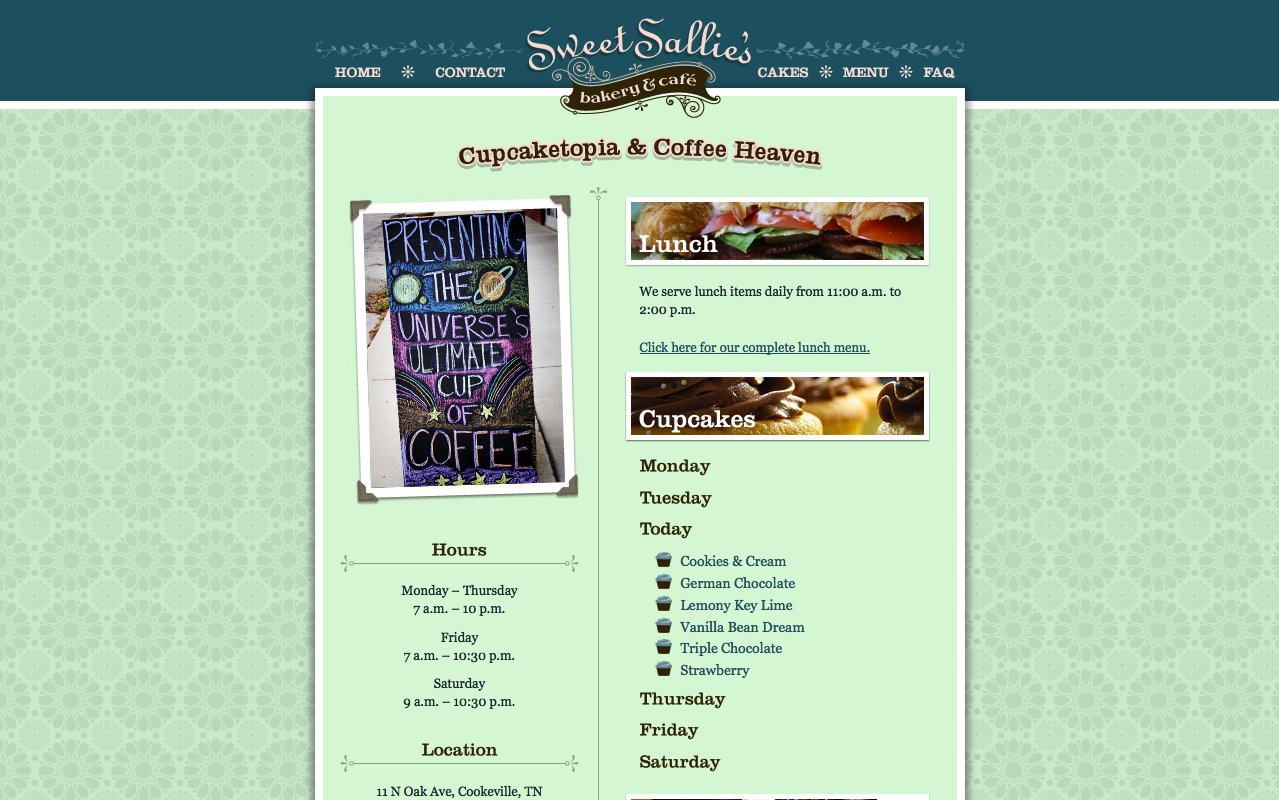 Sweet Sallie's
bakery & café
HOME
CONTACT
CAKES
MENU
FAQ
Cupcaketopia & Coffee Heaven
PRESENTING
THE
UNIVERSE'S
ULTIMATE
CUP
OF
COFFEE
Hours
Monday – Thursday
7 a.m. – 10 p.m.
Friday
7 a.m. – 10:30 p.m.
Saturday
9 a.m. – 10:30 p.m.
Location
11 N Oak Ave, Cookeville, TN
Lunch
We serve lunch items daily from 11:00 a.m. to
2:00 p.m.
Click here for our complete lunch menu.
Cupcakes
Monday
Tuesday
Today
Cookies & Cream
German Chocolate
Lemony Key Lime
Vanilla Bean Dream
Triple Chocolate
Strawberry
Thursday
Friday
Saturday